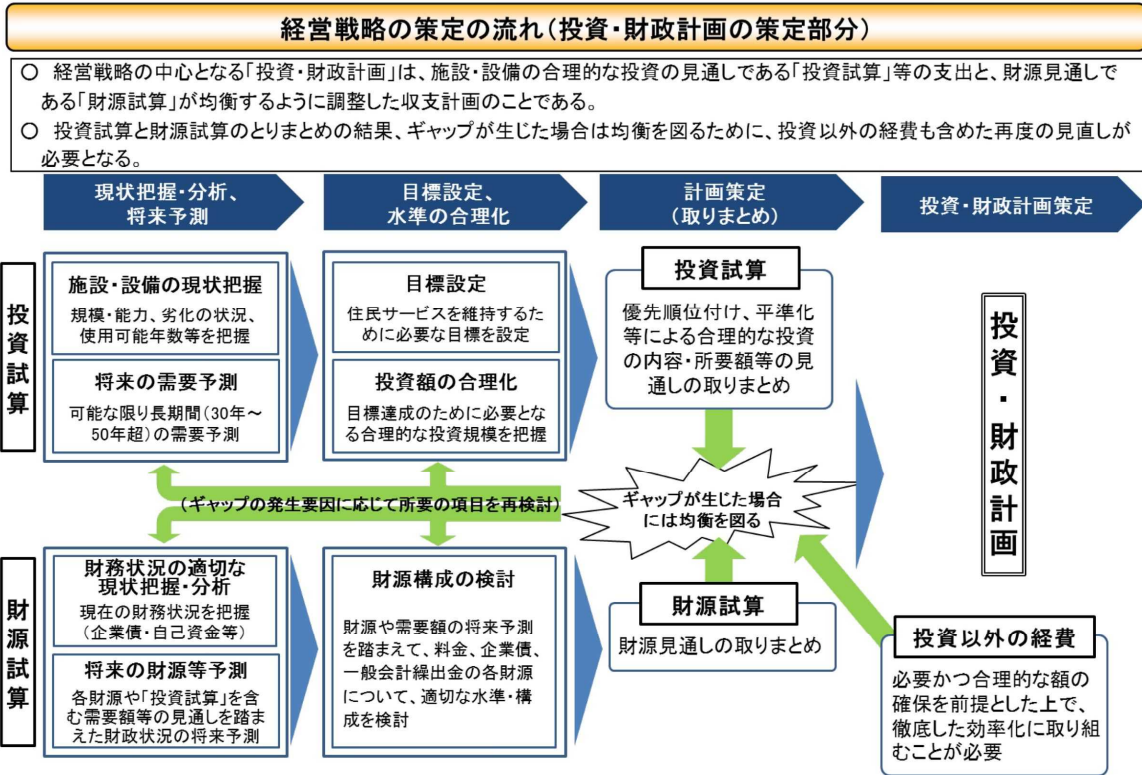 経営戦略の策定の流れ(投資・財政計画の策定部分)
○ 経営戦略の中心となる「投資・財政計画」は、施設・設備の合理的な投資の見通しである「投資試算」等の支出と、財源見通しで
ある「財源試算」が均衡するように調整した収支計画のことである。
○ 投資試算と財源試算のとりまとめの結果、ギャップが生じた場合は均衡を図るために、投資以外の経費も含めた再度の見直しが
必要となる。
現状把握・分析、
将来予測
目標設定、
水準の合理化
計画策定
(取りまとめ)
投資・財政計画策定
投資試算
施設・設備の現状把握
規模・能力、劣化の状況、
使用可能年数等を把握
将来の需要予測
可能な限り長期間(30年～
50年超)の需要予測
目標設定
住民サービスを維持するた
めに必要な目標を設定
投資額の合理化
目標達成のために必要とな
る合理的な投資規模を把握
投資試算
優先順位付け、平準化
等による合理的な投資
の内容・所要額等の見
通しの取りまとめ
(ギャップの発生要因に応じて所要の項目を再検討)
ギャップが生じた場合
には均衡を図る
投資・財政計画
財源試算
財務状況の適切な
現状把握・分析
現在の財務状況を把握
(企業債・自己資金等)
将来の財源等予測
各財源や「投資試算」を含
む需要額等の見通しを踏ま
えた財政状況の将来予測
財源構成の検討
財源や需要額の将来予測
を踏まえて、料金、企業債、
一般会計繰出金の各財源
について、適切な水準・構
成を検討
財源試算
財源見通しの取りまとめ
投資以外の経費
必要かつ合理的な額の
確保を前提とした上で、
徹底した効率化に取り組
むことが必要